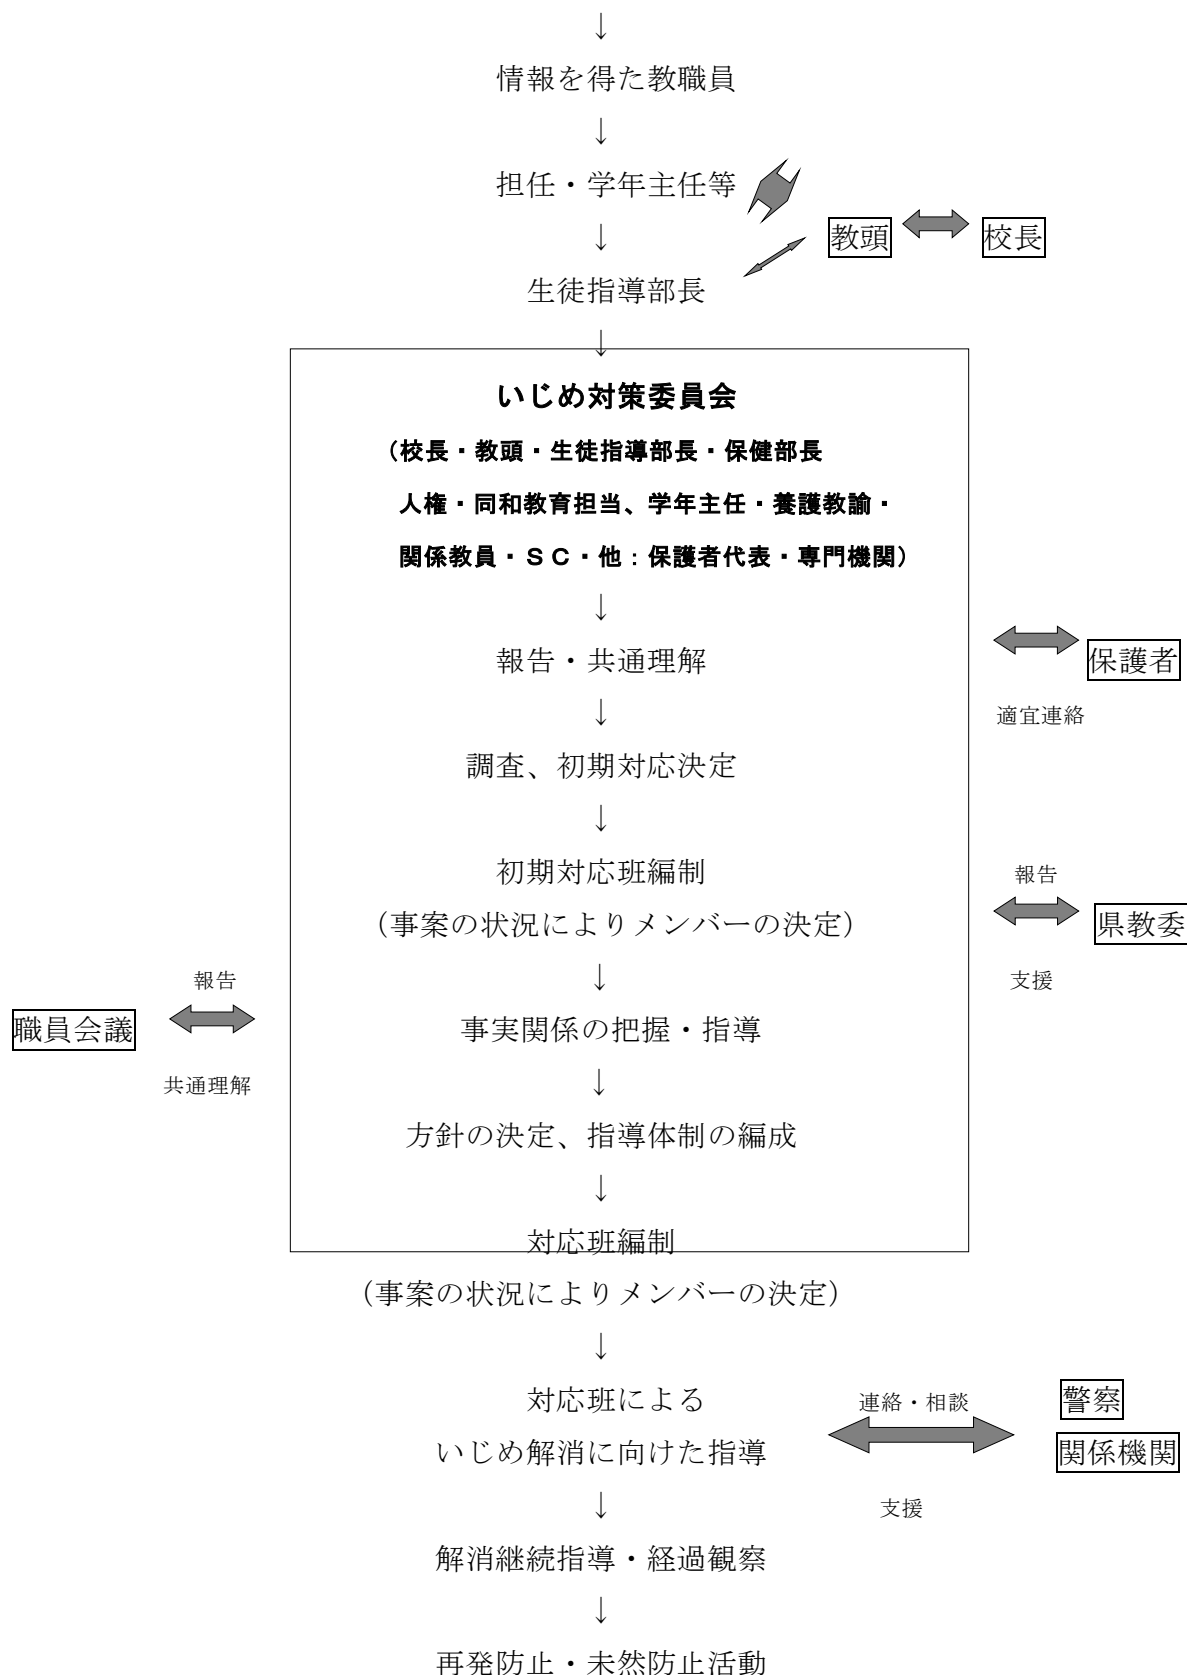 ↓
情報を得た教職員
↓
担任・学年主任等
↓
教頭
校長
生徒指導部長
↓
いじめ対策委員会
（校長・教頭・生徒指導部長・保健部長
人権・同和教育担当、学年主任・養護教諭・
関係教員・ＳＣ・他：保護者代表・専門機関）
↓
報告・共通理解
保護者
↓
適宜連絡
調査、初期対応決定
↓
初期対応班編制
報告
（事案の状況によりメンバーの決定）
県教委
↓
報告
支援
職員会議
事実関係の把握・指導
↓
共通理解
方針の決定、指導体制の編成
↓
対応班編制
（事案の状況によりメンバーの決定）
↓
対応班による
連絡・相談
警察
いじめ解消に向けた指導
関係機関
↓
支援
解消継続指導・経過観察
↓
再発防止・未然防止活動